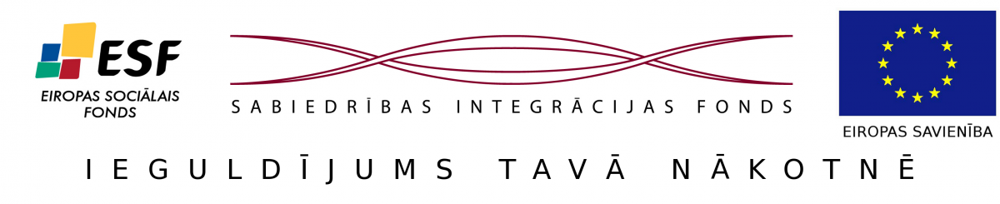 ESF
EIROPAS SOCIĀLAIS
FONDS
SABIEDRĪBAS INTEGRĀCIJAS FONDS
EIROPAS SAVIENĪBA
IEGULDĪJUMS TAVĀ NĀKOTNĒ